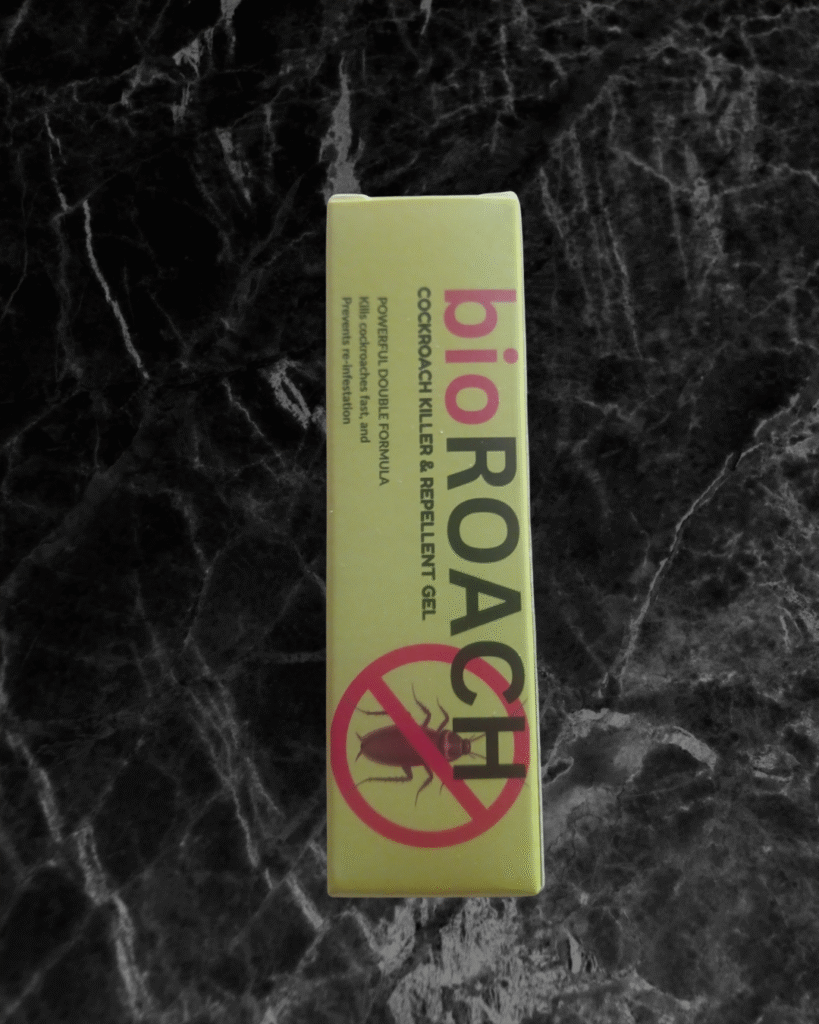 bioROACH
COCKROACH KILLER & REPELLENT GEL
POWERFUL DOUBLE FORMULA
Kills cockroaches fast, and
Prevents re-infestation